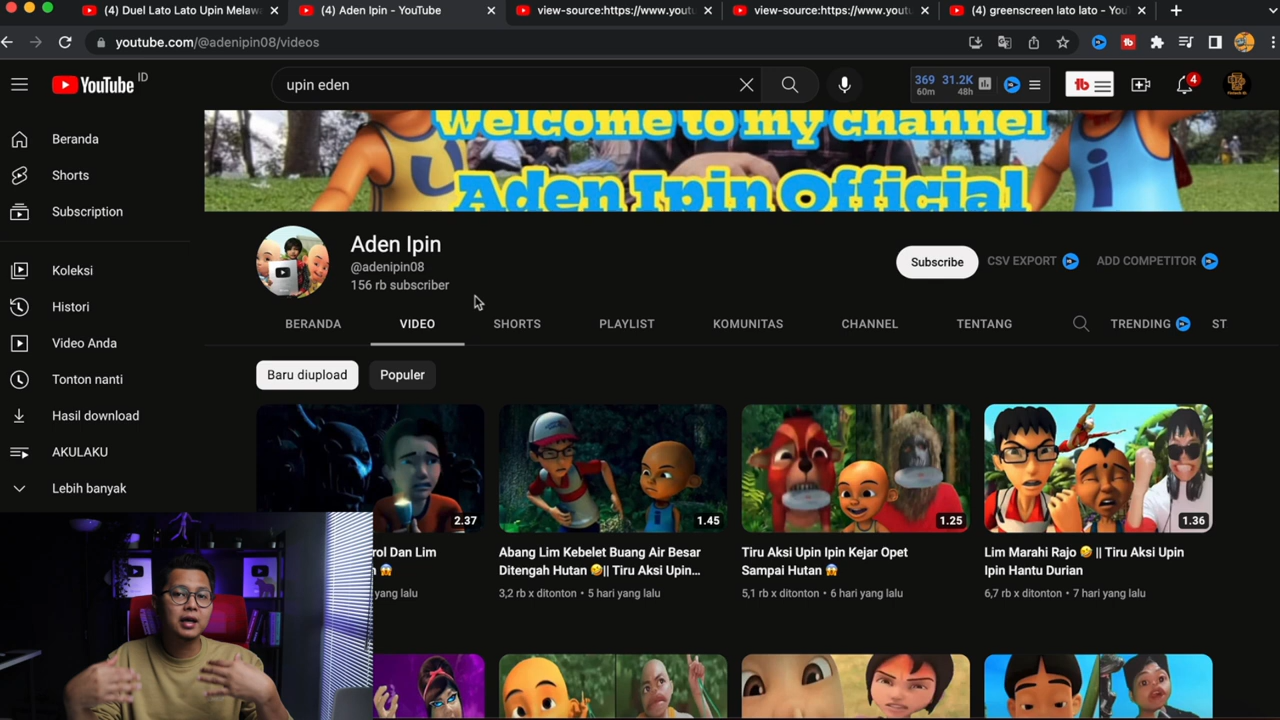 (4) Duel Lato Lato Upin Melawa
(4) Aden Ipin - YouTube
view-source:https://www.yout
view-source:https://www.yout
(4) greenscreen lato lato - You
youtube.com/@adenipin08/videos
YouTube ID
upin eden
369 31.2K
60m 48h
tb
4
Welcome to my channel
Aden Ipin Official
U
i
Beranda
Shorts
Subscription
Koleksi
Histori
Video Anda
Tonton nanti
Hasil download
AKULAKU
Lebih banyak
Aden Ipin
@adenipin08
156 rb subscriber
Subscribe
CSV EXPORT
ADD COMPETITOR
BERANDA
VIDEO
SHORTS
PLAYLIST
KOMUNITAS
CHANNEL
TENTANG
TRENDING
ST
Baru diupload
Populer
2.37
1.45
1.25
1.36
rol Dan Lim
yang lalu
Abang Lim Kebelet Buang Air Besar
Ditengah Hutan 🤣|| Tiru Aksi Upin...
3,2 rb x ditonton • 5 hari yang lalu
Tiru Aksi Upin Ipin Kejar Opet
Sampai Hutan 😱
5,1 rb x ditonton • 6 hari yang lalu
Lim Marahi Rajo 🤣 || Tiru Aksi Upin
Ipin Hantu Durian
6,7 rb x ditonton • 7 hari yang lalu